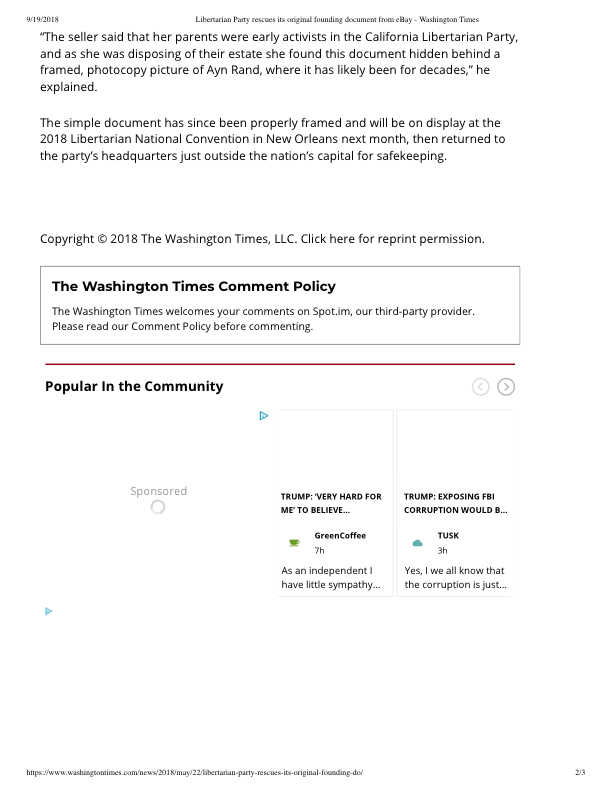 9/19/2018 Libertarian Party rescues its original founding document from eBay - Washington Times
“The seller said that her parents were early activists in the California Libertarian Party,
and as she was disposing of their estate she found this document hidden behind a
framed, photocopy picture of Ayn Rand, where it has likely been for decades,” he
explained.
The simple document has since been properly framed and will be on display at the
2018 Libertarian National Convention in New Orleans next month, then returned to
the party’s headquarters just outside the nation’s capital for safekeeping.
Copyright © 2018 The Washington Times, LLC. Click here for reprint permission.
The Washington Times Comment Policy
The Washington Times welcomes your comments on Spot.im, our third-party provider.
Please read our Comment Policy before commenting.
Popular In the Community
Sponsored
TRUMP: ‘VERY HARD FOR
ME’ TO BELIEVE...
GreenCoffee
7h
As an independent I
have little sympathy...
TRUMP: EXPOSING FBI
CORRUPTION WOULD B...
TUSK
3h
Yes, I we all know that
the corruption is just...
https://www.washingtontimes.com/news/2018/may/22/libertarian-party-rescues-its-original-founding-do/ 2/3